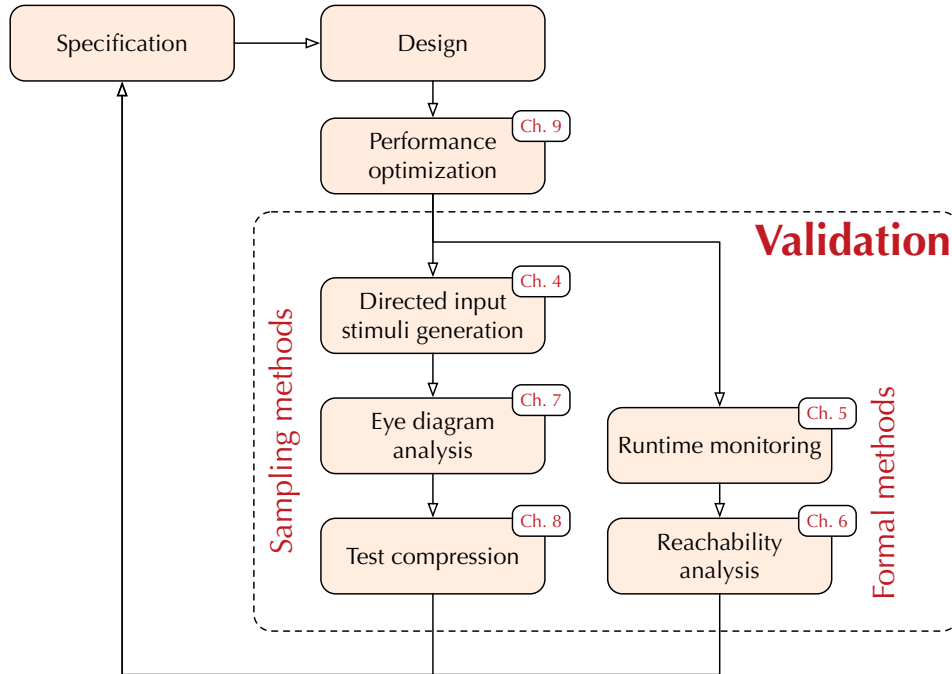 Specification
Design
Ch. 9
Performance
optimization
Validation
Ch. 4
Directed input
stimuli generation
Sampling methods
Ch. 7
Eye diagram
analysis
Ch. 5
Runtime monitoring
Formal methods
Ch. 8
Test compression
Ch. 6
Reachability
analysis